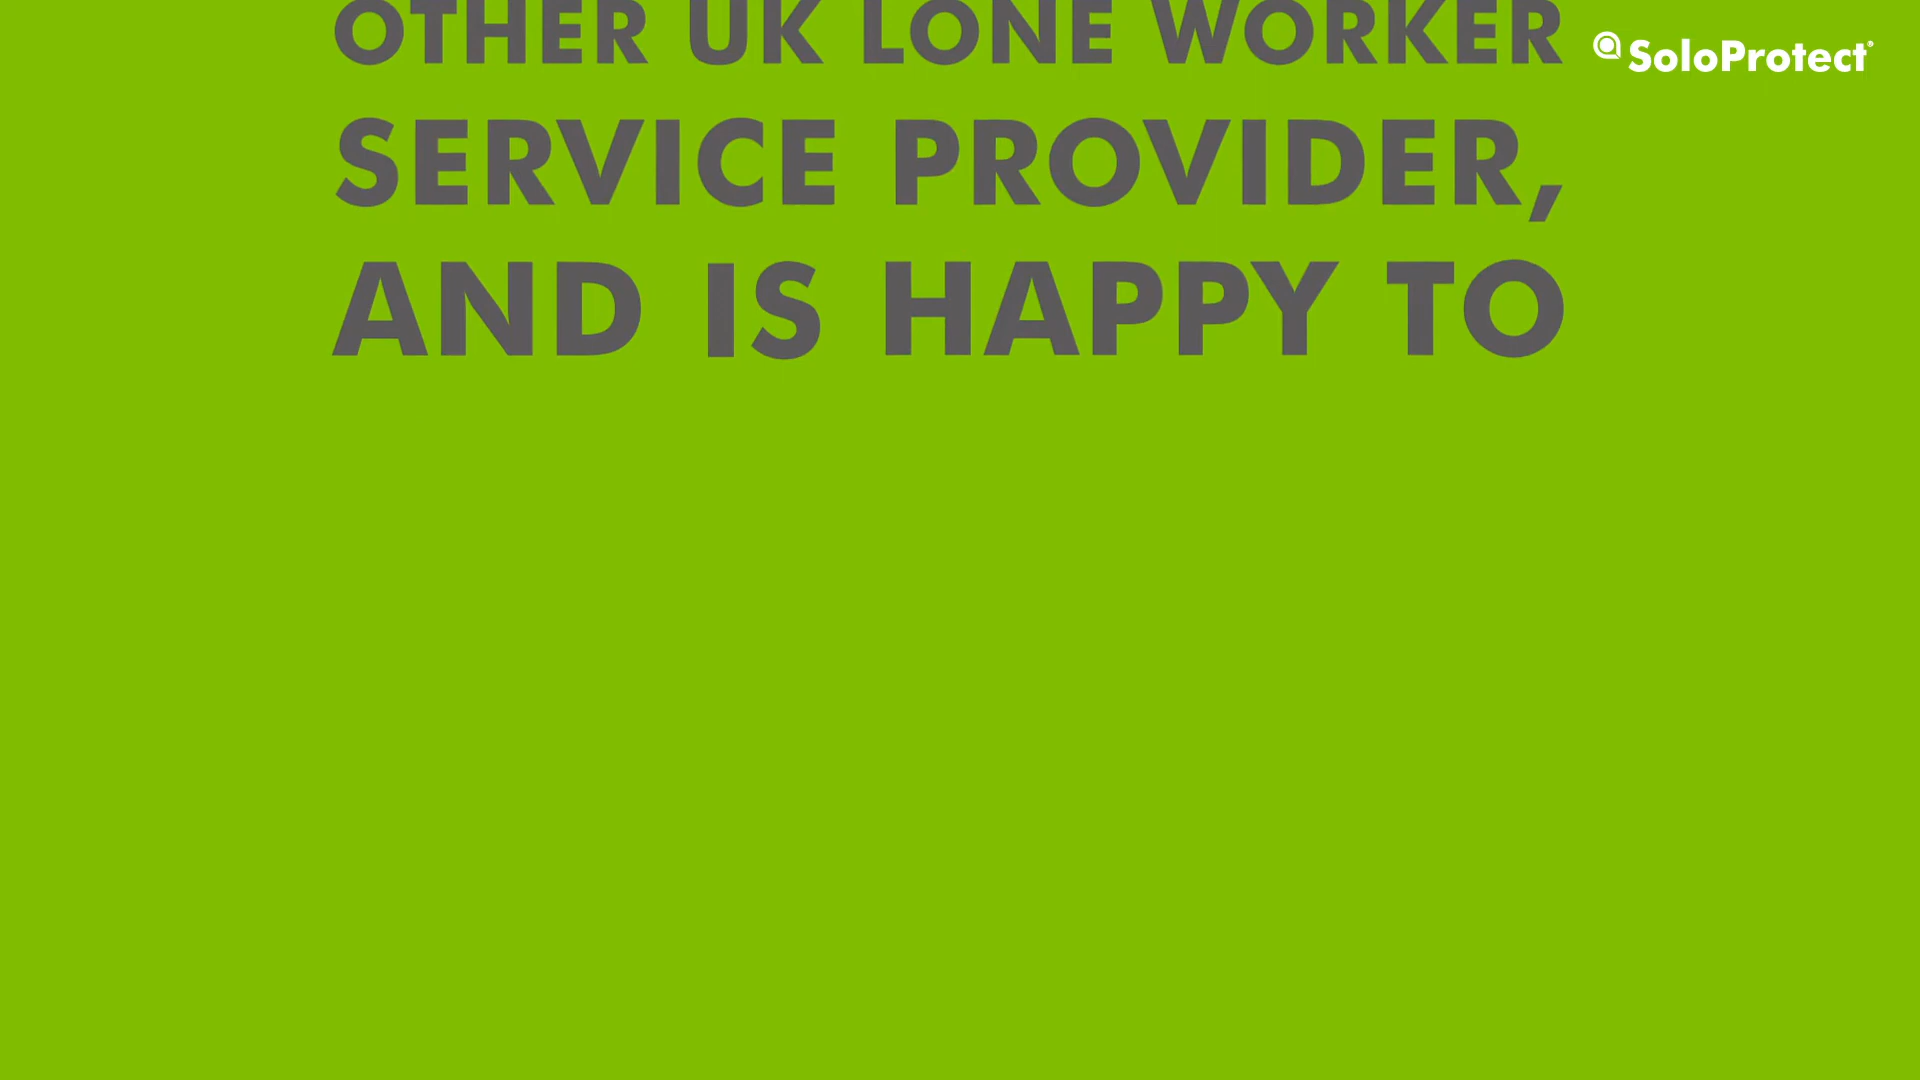 OTHER UK LONE WORKER
SoloProtect®
SERVICE PROVIDER,
AND IS HAPPY TO